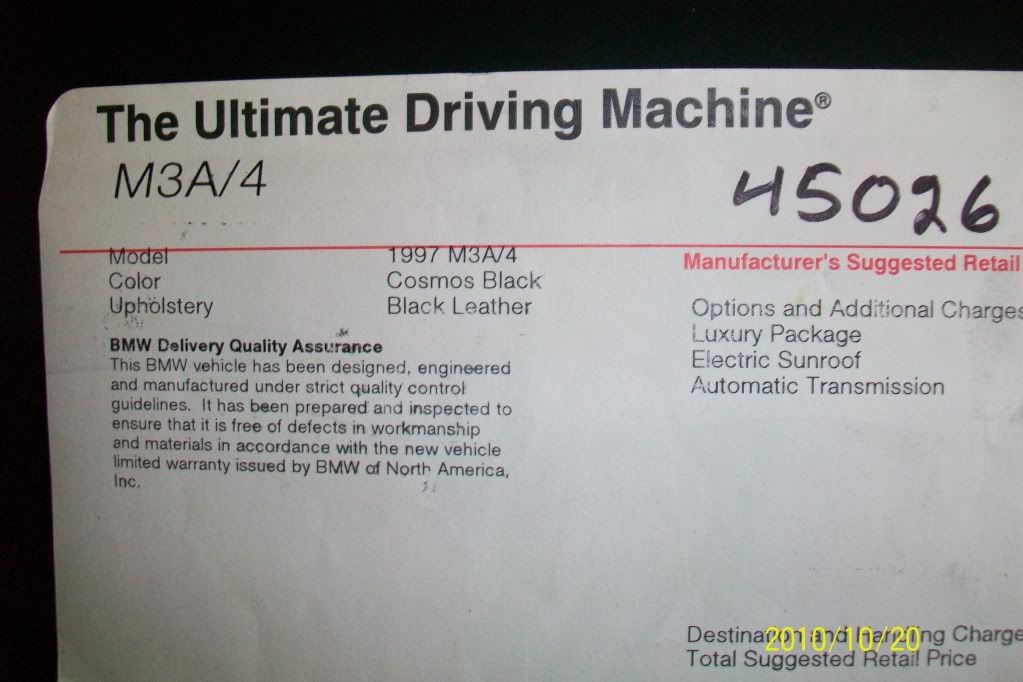 The Ultimate Driving Machine®
M3A/4
45026
Model 1997 M3A/4
Color Cosmos Black
Upholstery Black Leather
BMW Delivery Quality Assurance
This BMW vehicle has been designed, engineered
and manufactured under strict quality control
guidelines. It has been prepared and inspected to
ensure that it is free of defects in workmanship
and materials in accordance with the new vehicle
limited warranty issued by BMW of North America,
Inc.
Manufacturer's Suggested Retail
Options and Additional Charges
Luxury Package
Electric Sunroof
Automatic Transmission
Destination and Handling Charge
Total Suggested Retail Price
2010/10/20